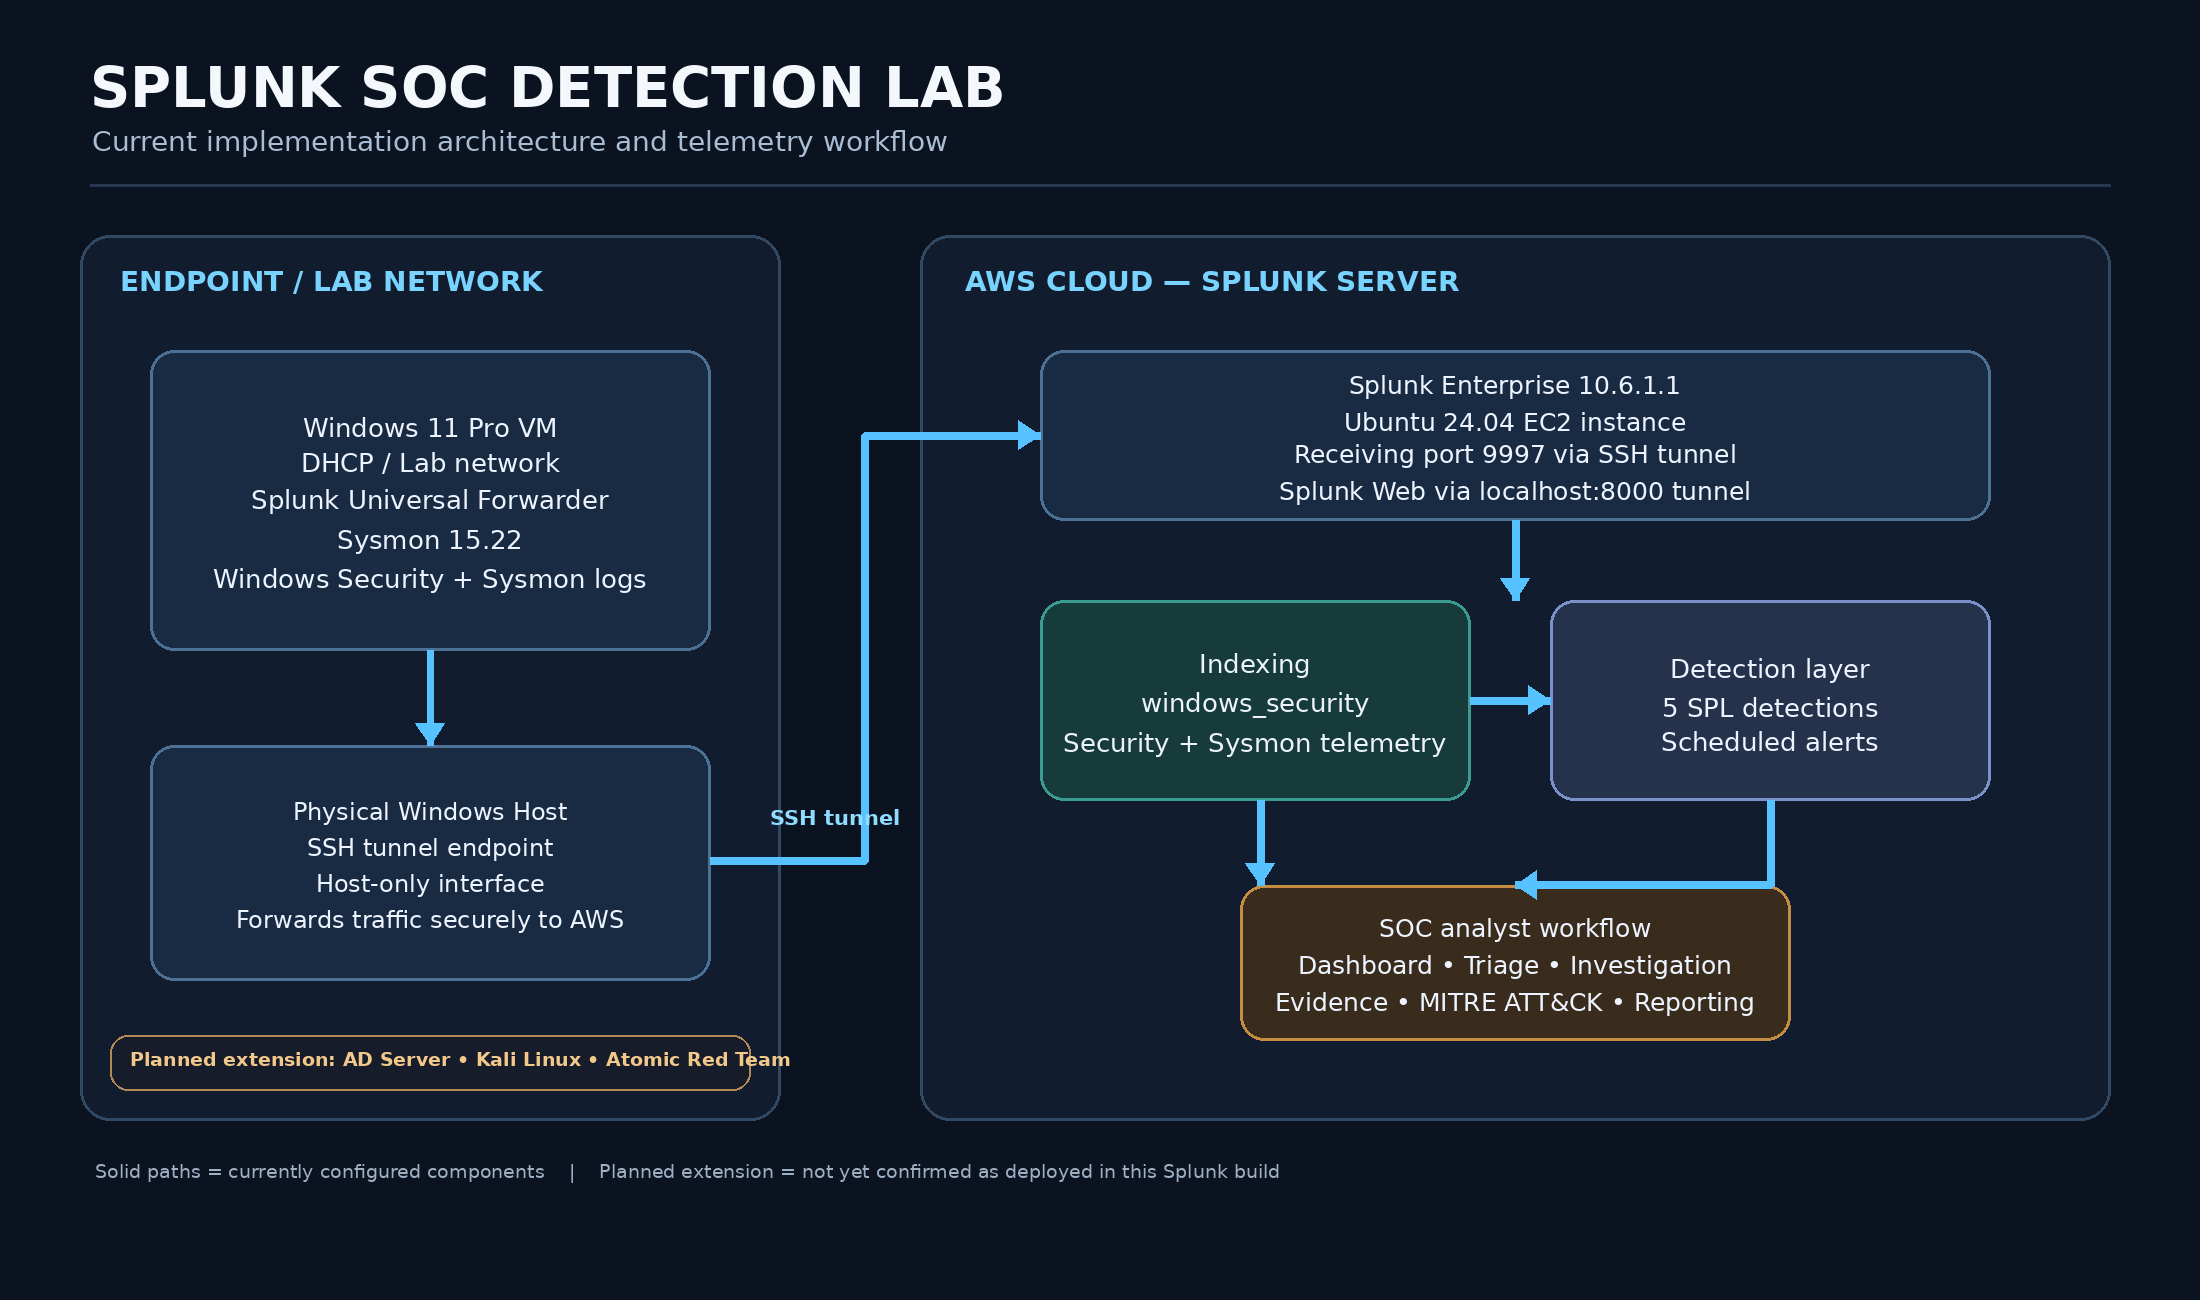 SPLUNK SOC DETECTION LAB
Current implementation architecture and telemetry workflow
ENDPOINT / LAB NETWORK
Windows 11 Pro VM
DHCP / Lab network
Splunk Universal Forwarder
Sysmon 15.22
Windows Security + Sysmon logs
Physical Windows Host
SSH tunnel endpoint
Host-only interface
Forwards traffic securely to AWS
Planned extension: AD Server • Kali Linux • Atomic Red Team
SSH tunnel
AWS CLOUD — SPLUNK SERVER
Splunk Enterprise 10.6.1.1
Ubuntu 24.04 EC2 instance
Receiving port 9997 via SSH tunnel
Splunk Web via localhost:8000 tunnel
Indexing
windows_security
Security + Sysmon telemetry
Detection layer
5 SPL detections
Scheduled alerts
SOC analyst workflow
Dashboard • Triage • Investigation
Evidence • MITRE ATT&CK • Reporting
Solid paths = currently configured components | Planned extension = not yet confirmed as deployed in this Splunk build